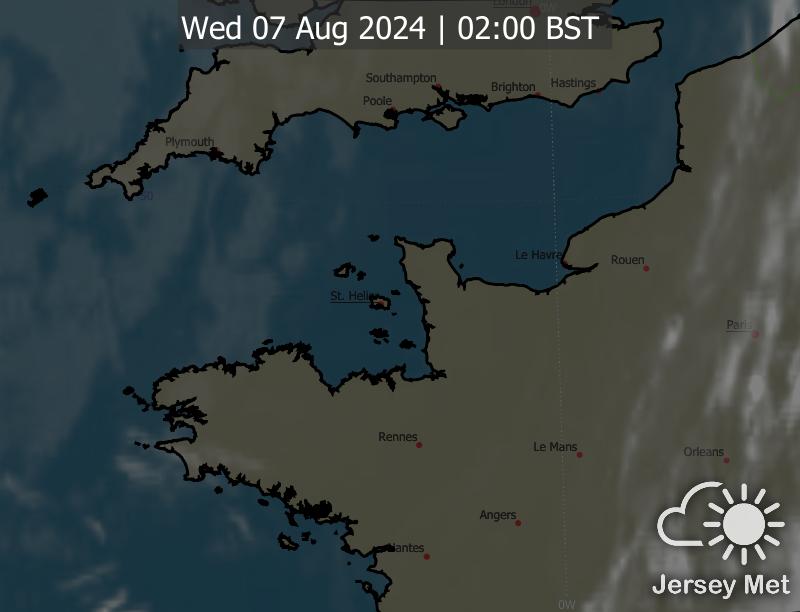 London
Wed 07 Aug 2024 | 02:00 BST
Southampton
Brighton
Hastings
Poole
Plymouth
50
Le Havre
Rouen
St. Helier
Paris
Rennes
Le Mans
Orleans
Angers
Nantes
Jersey Met
0W